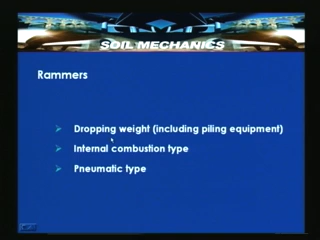 SOIL MECHANICS
Rammers
Dropping weight (including piling equipment)
Internal combustion type
Pneumatic type